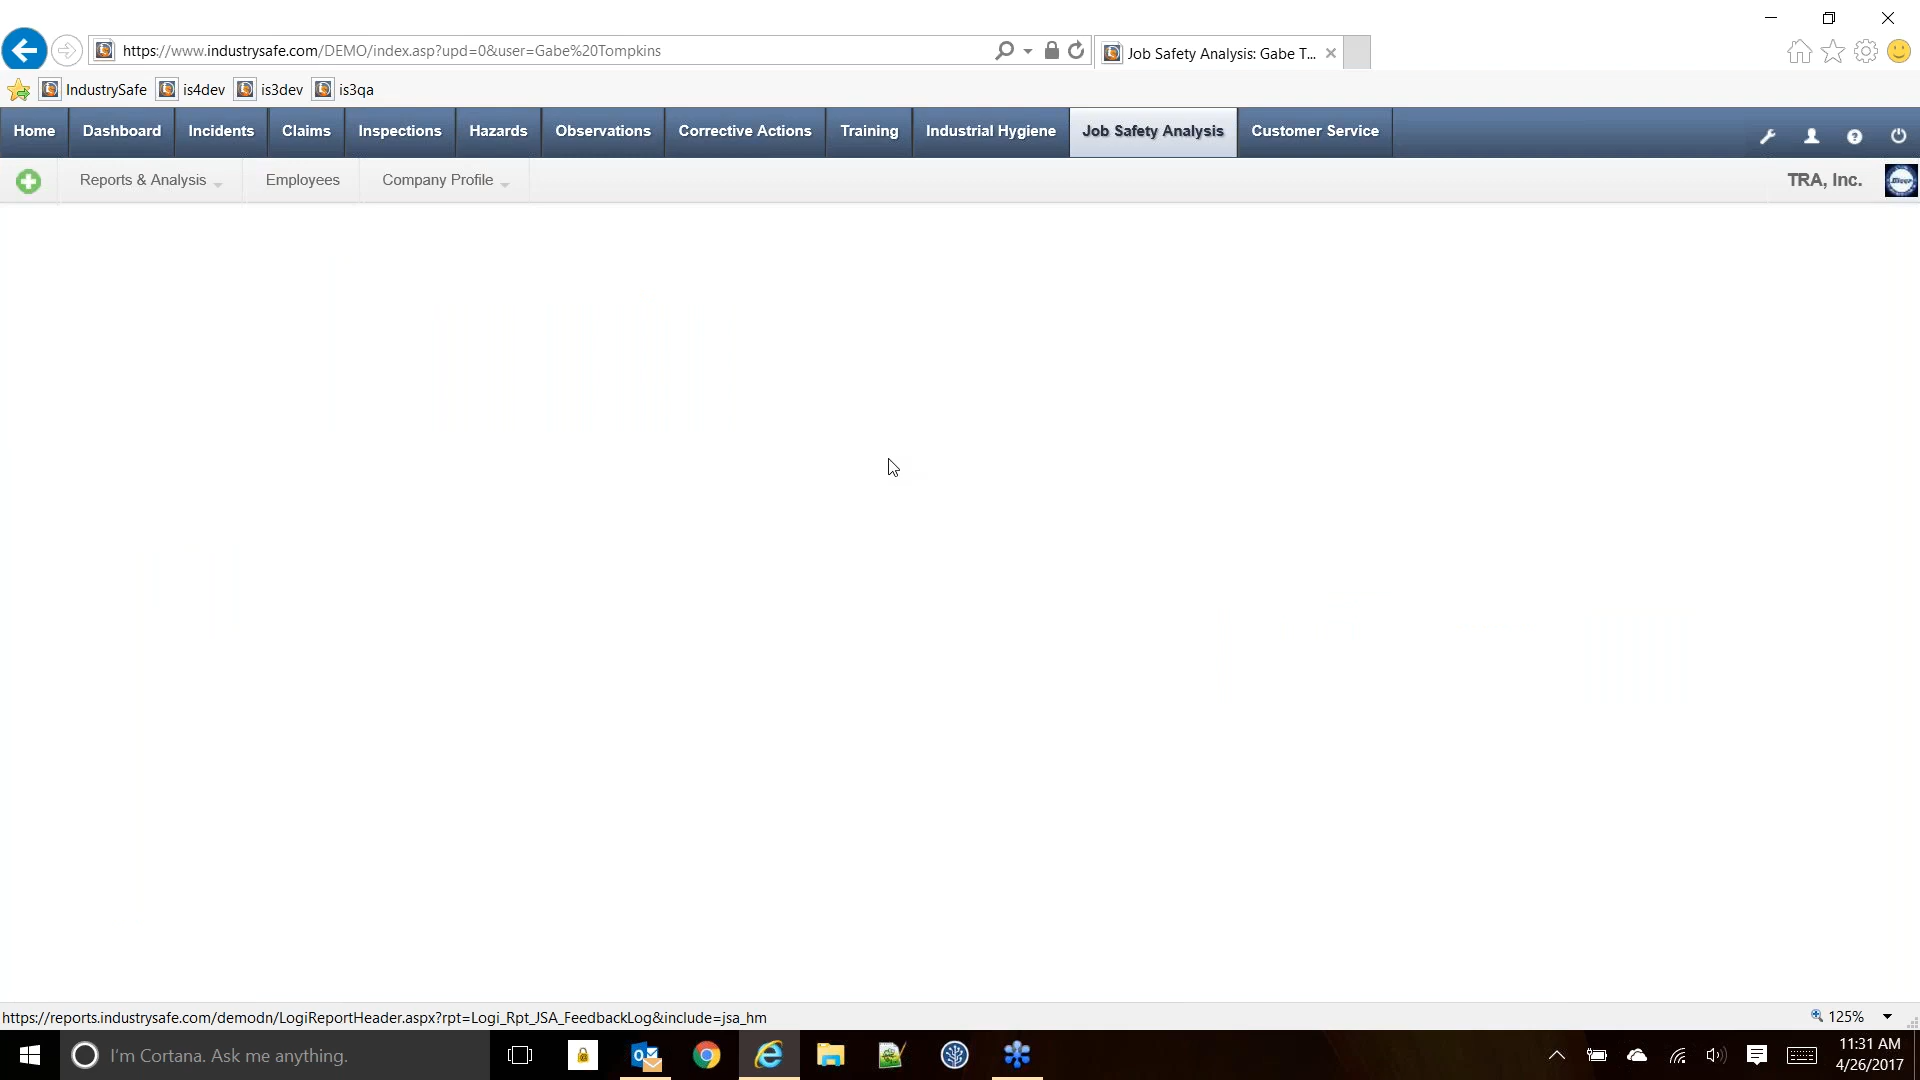 https://www.industrysafe.com/DEMO/index.asp?upd=0&user=Gabe%20Tompkins
Job Safety Analysis: Gabe T...
IndustrySafe is4dev is3dev is3qa
Home Dashboard Incidents Claims Inspections Hazards Observations Corrective Actions Training Industrial Hygiene Job Safety Analysis Customer Service
Reports & Analysis Employees Company Profile TRA, Inc.
https://reports.industrysafe.com/demodn/LogiReportHeader.aspx?rpt=Logi_Rpt_JSA_FeedbackLog&include=jsa_hm
125%
I'm Cortana. Ask me anything.
11:31 AM
4/26/2017